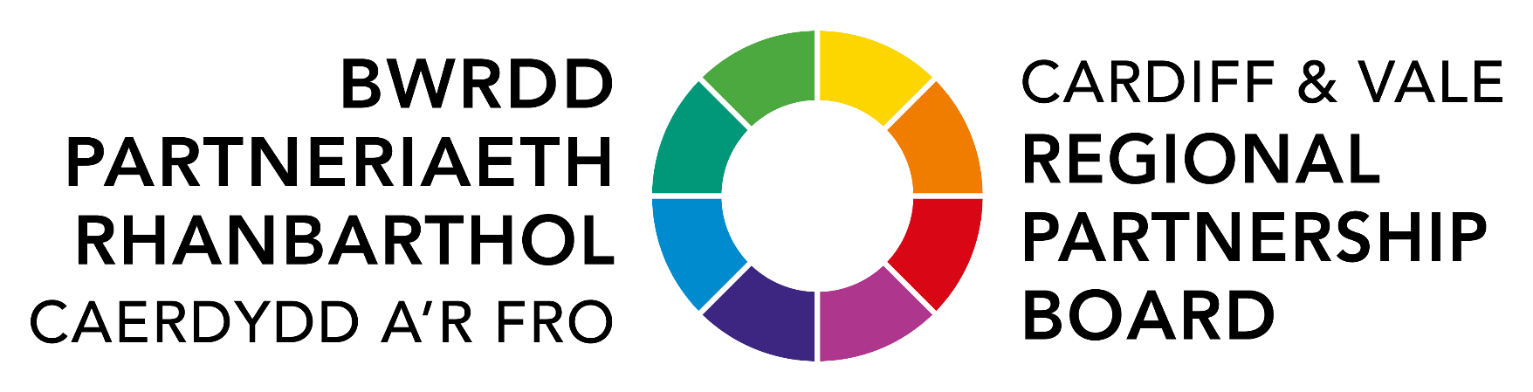 BWRDD
PARTNERIAETH
RHANBARTHOL
CAERDYDD A'R FRO
CARDIFF & VALE
REGIONAL
PARTNERSHIP
BOARD